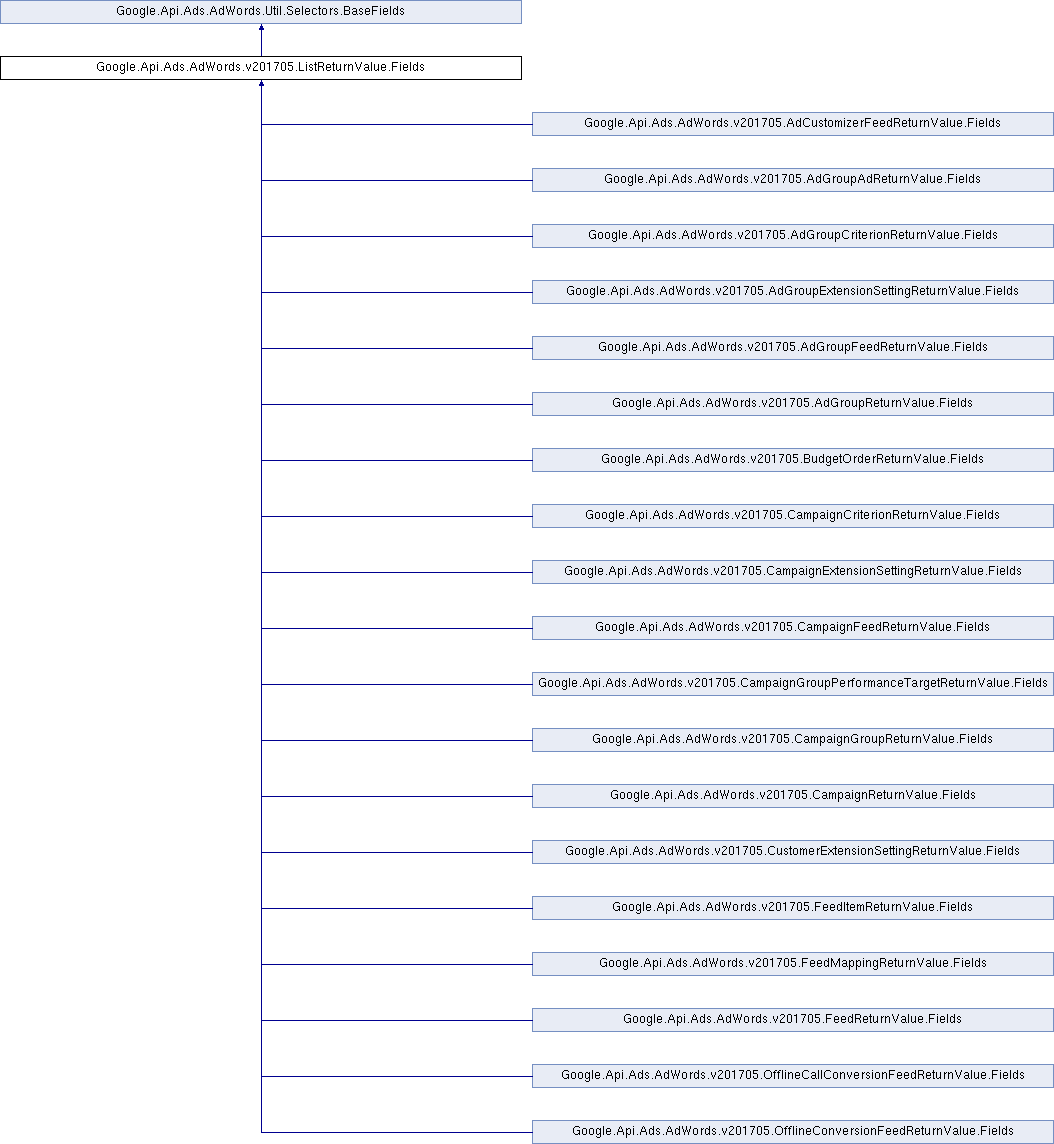 Google.Api.Ads.AdWords.Util.Selectors.BaseFields
Google.Api.Ads.AdWords.v201705.ListReturnValue.Fields
Google.Api.Ads.AdWords.v201705.AdCustomizerFeedReturnValue.Fields
Google.Api.Ads.AdWords.v201705.AdGroupAdReturnValue.Fields
Google.Api.Ads.AdWords.v201705.AdGroupCriterionReturnValue.Fields
Google.Api.Ads.AdWords.v201705.AdGroupExtensionSettingReturnValue.Fields
Google.Api.Ads.AdWords.v201705.AdGroupFeedReturnValue.Fields
Google.Api.Ads.AdWords.v201705.AdGroupReturnValue.Fields
Google.Api.Ads.AdWords.v201705.BudgetOrderReturnValue.Fields
Google.Api.Ads.AdWords.v201705.CampaignCriterionReturnValue.Fields
Google.Api.Ads.AdWords.v201705.CampaignExtensionSettingReturnValue.Fields
Google.Api.Ads.AdWords.v201705.CampaignFeedReturnValue.Fields
Google.Api.Ads.AdWords.v201705.CampaignGroupPerformanceTargetReturnValue.Fields
Google.Api.Ads.AdWords.v201705.CampaignGroupReturnValue.Fields
Google.Api.Ads.AdWords.v201705.CampaignReturnValue.Fields
Google.Api.Ads.AdWords.v201705.CustomerExtensionSettingReturnValue.Fields
Google.Api.Ads.AdWords.v201705.FeedItemReturnValue.Fields
Google.Api.Ads.AdWords.v201705.FeedMappingReturnValue.Fields
Google.Api.Ads.AdWords.v201705.FeedReturnValue.Fields
Google.Api.Ads.AdWords.v201705.OfflineCallConversionFeedReturnValue.Fields
Google.Api.Ads.AdWords.v201705.OfflineConversionFeedReturnValue.Fields